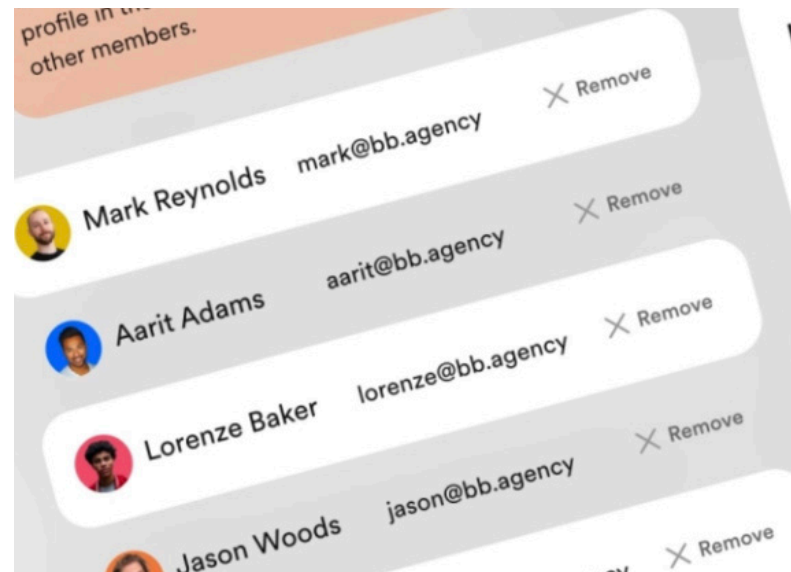 profile in the
other members.
Mark Reynolds mark@bb.agency Remove
Aarit Adams aarit@bb.agency Remove
Lorenze Baker lorenze@bb.agency Remove
Jason Woods jason@bb.agency Remove
Remove